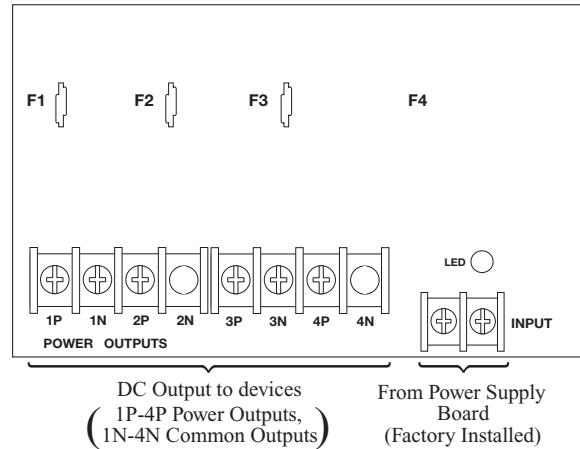 F1 F2 F3 F4
LED
1P 1N 2P 2N 3P 3N 4P 4N
INPUT
POWER OUTPUTS
DC Output to devices
(1P-4P Power Outputs,
1N-4N Common Outputs)
From Power Supply
Board
(Factory Installed)